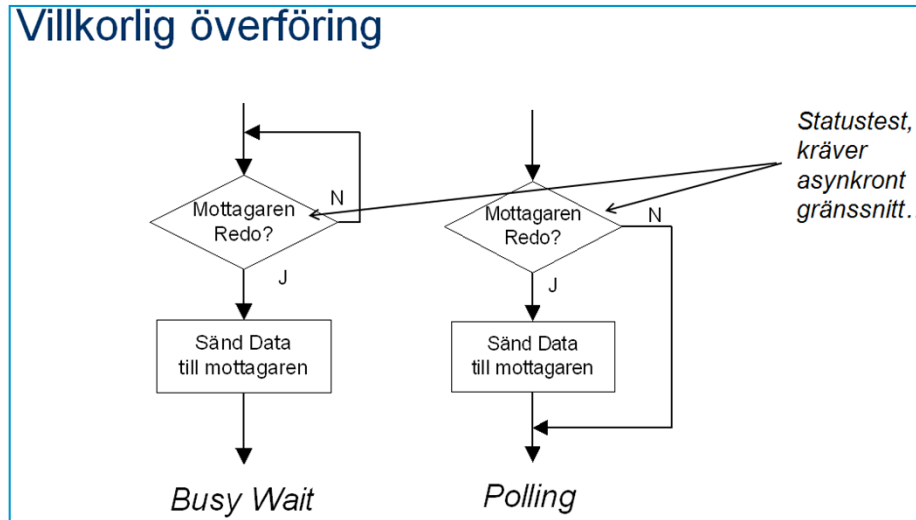 Villkorlig överföring
Statustest,
kräver
asynkront
gränssnitt..
N
Mottagaren
Redo?
J
Sänd Data
till mottagaren
Busy Wait
N
Mottagaren
Redo?
J
Sänd Data
till mottagaren
Polling